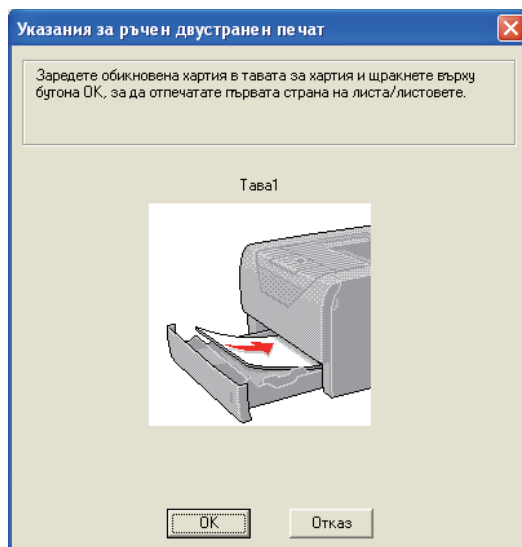 Указания за ръчен двустранен печат
Заредете обикновена хартия в тавата за хартия и щракнете върху
бутона OK, за да отпечатате първата страна на листа/листовете.
Тава1
OK
Отказ